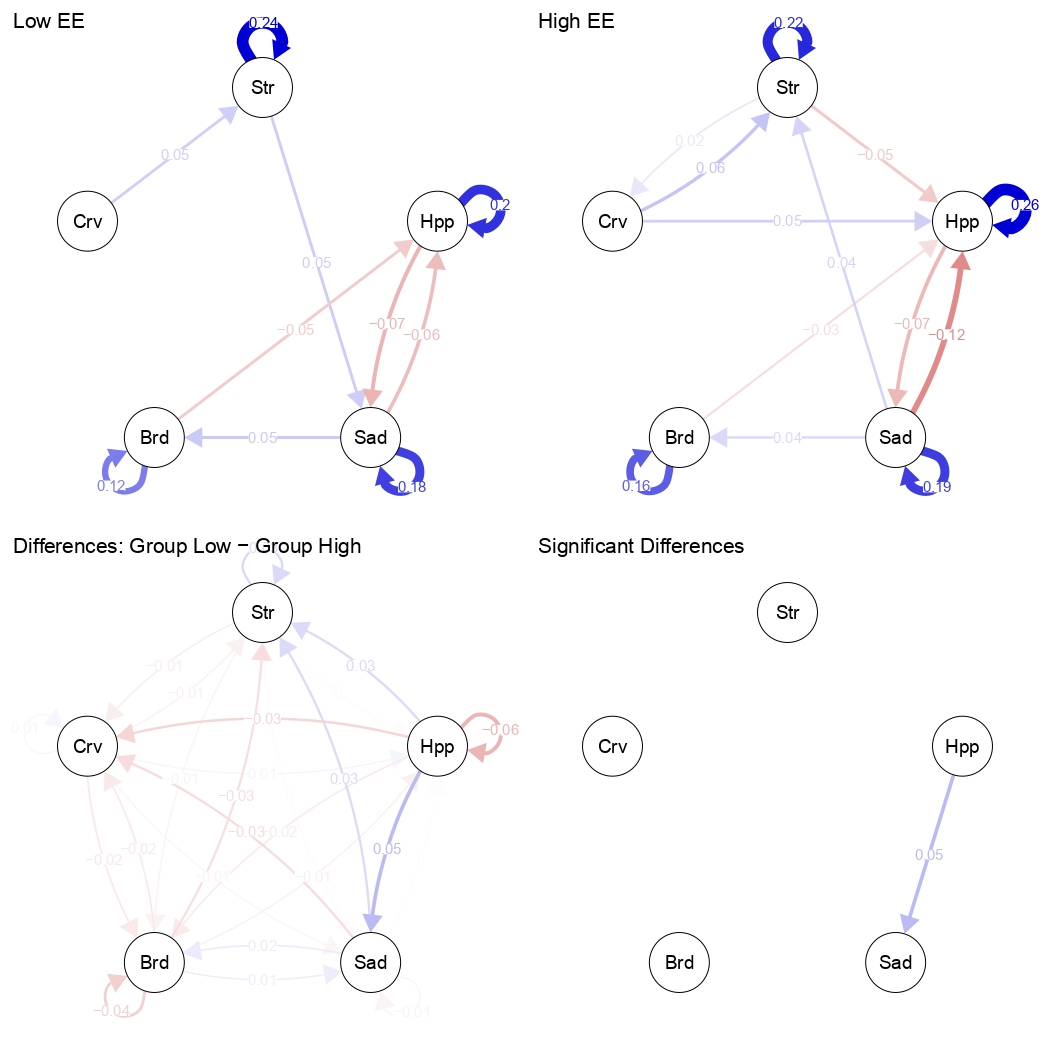 Low EE
0.24
Str
0.05
Crv
Hpp
0.2
0.05
−0.05
−0.07
−0.06
Brd
0.05
Sad
0.12
0.18
High EE
0.22
Str
0.02
0.06
−0.05
Crv
0.05
Hpp
0.26
0.04
−0.03
−0.07
−0.12
Brd
0.04
Sad
0.16
0.19
Differences: Group Low − Group High
Str
−0.01
0.03
−0.01
−0.03
−0.06
0.01
Crv
Hpp
−0.01
0.01
0.03
−0.03
−0.03
−0.02
−0.02
−0.02
0.05
−0.01
−0.01
0.02
Brd
Sad
0.01
−0.04
−0.01
Significant Differences
Str
Crv
Hpp
0.05
Brd
Sad